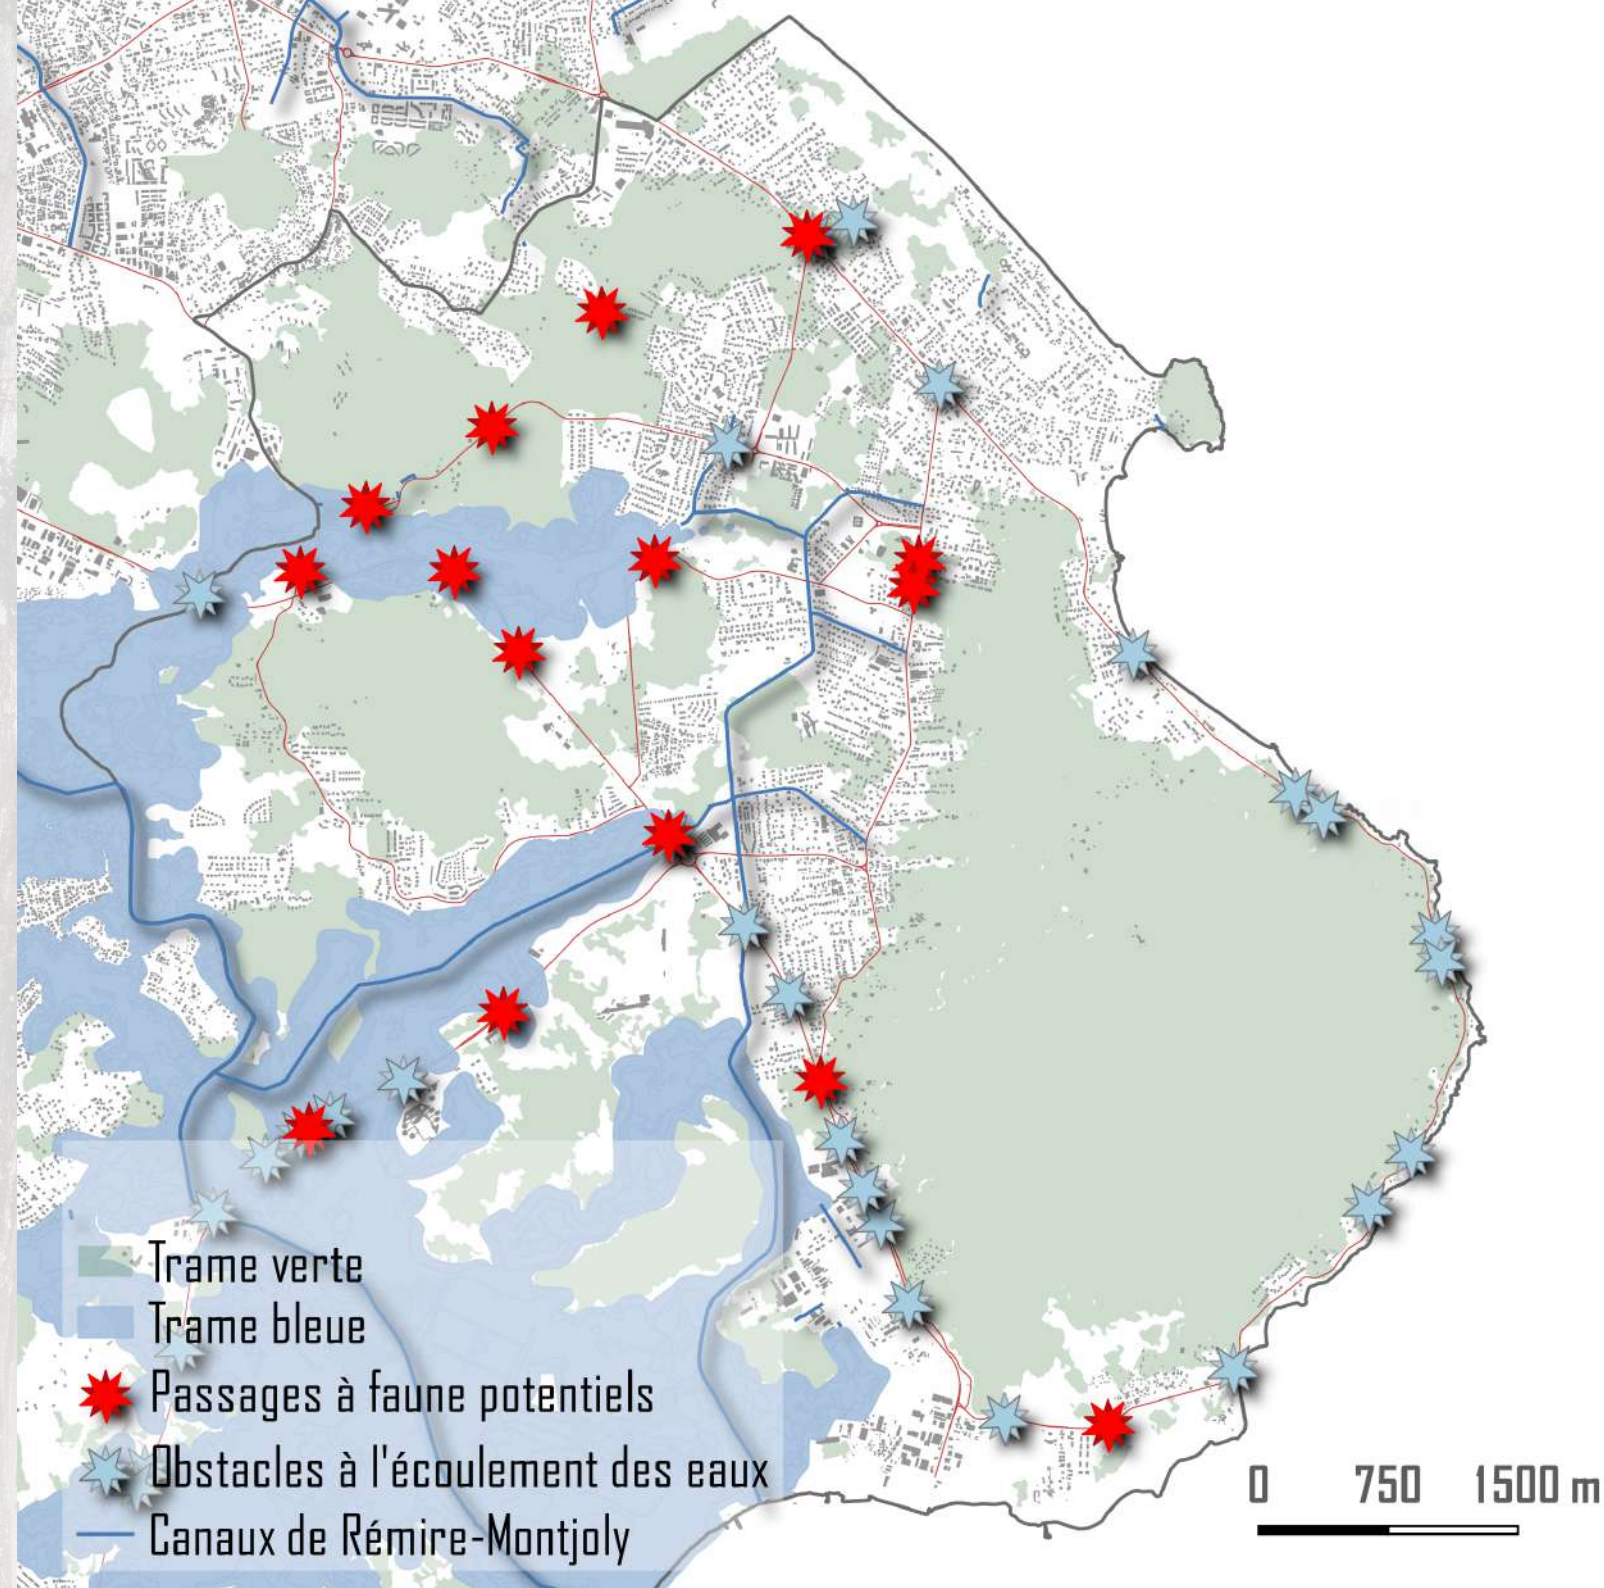 Trame verte
Trame bleue
Passages à faune potentiels
Obstacles à l'écoulement des eaux
Canaux de Rémire-Montjoly
0 750 1500 m